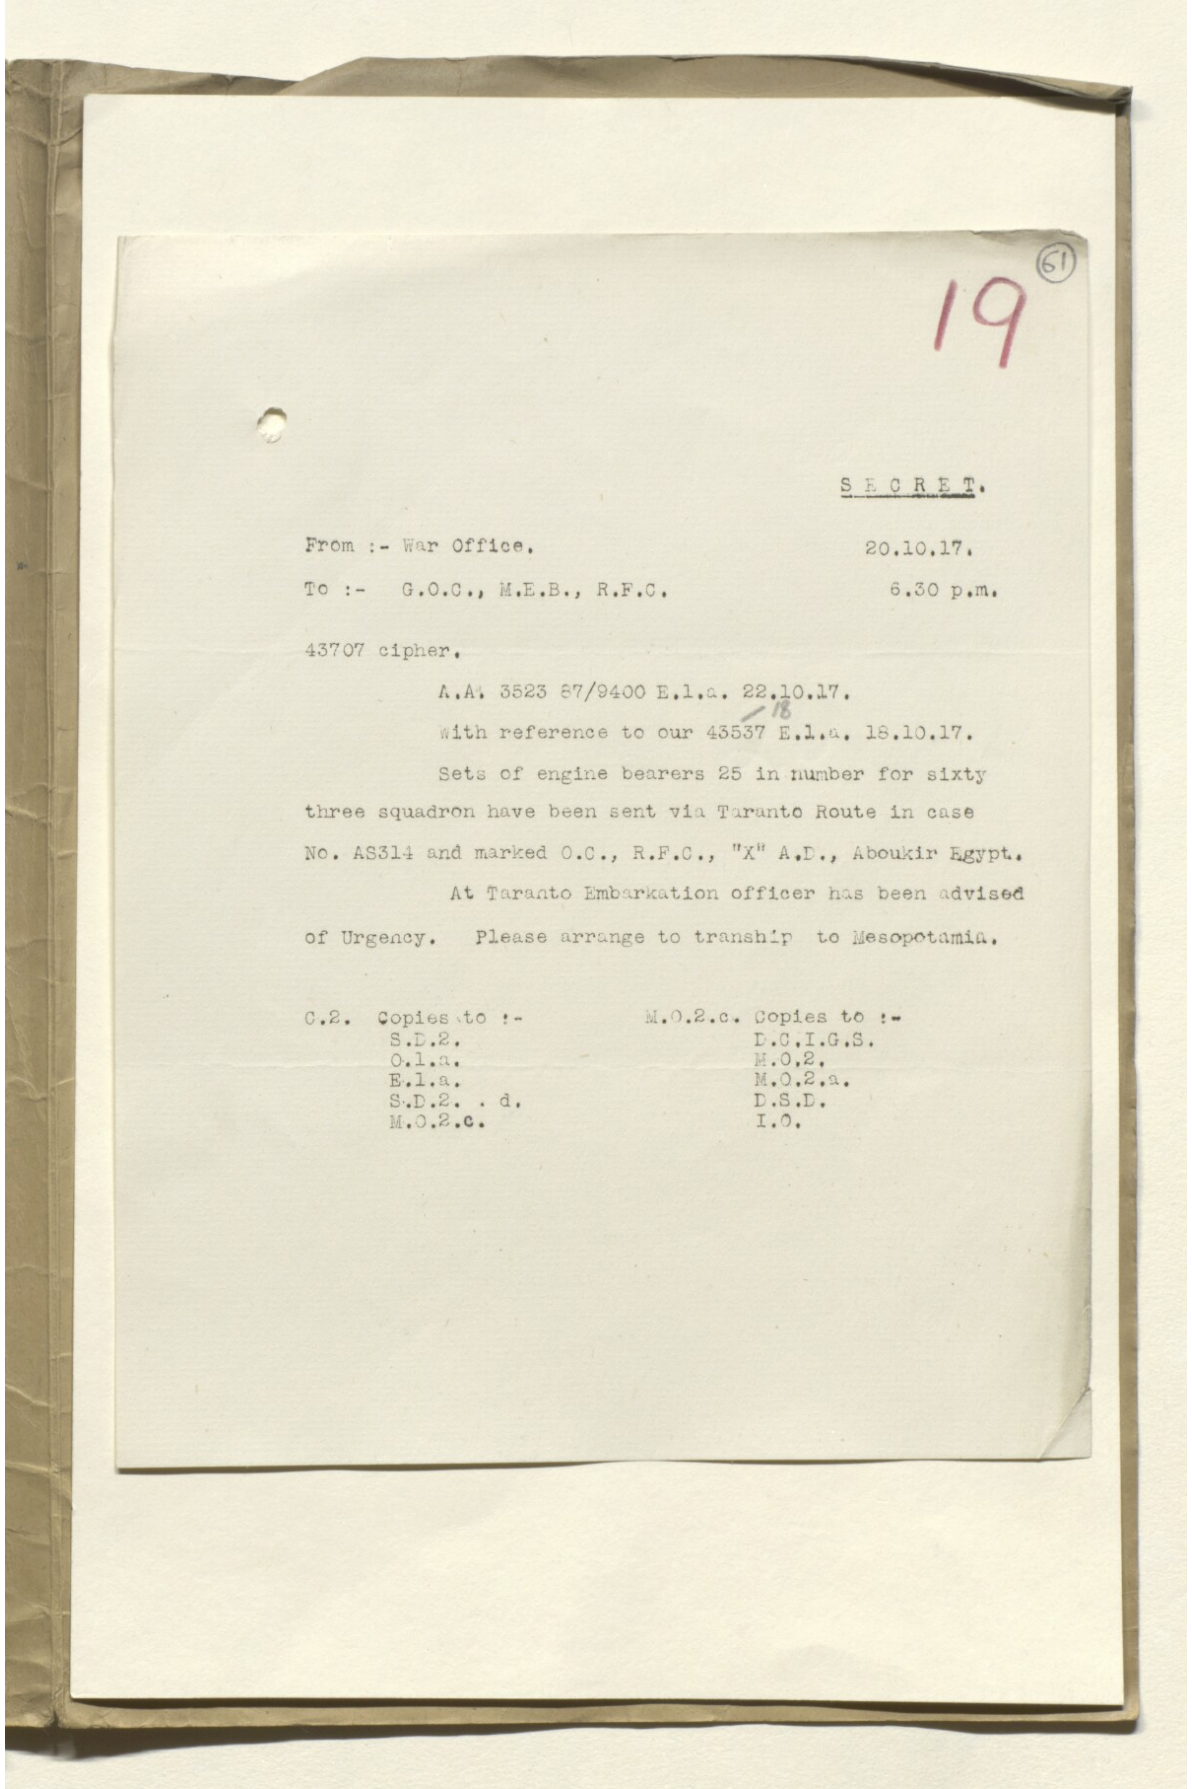 61
19
SECRET.
From :- War Office. 20.10.17.
To :- G.O.C., M.E.B., R.F.C. 6.30 p.m.
43707 cipher.
A.A. 3523 87/9400 E.1.a. 22.10.17.
18
With reference to our 43537 E.1.a. 18.10.17.
Sets of engine bearers 25 in number for sixty
three squadron have been sent via Taranto Route in case
No. AS314 and marked O.C., R.F.C., "X" A.D., Aboukir Egypt.
At Taranto Embarkation officer has been advised
of Urgency. Please arrange to tranship to Mesopotamia.
C.2. Copies to :- M.O.2.c. Copies to :-
S.D.2. D.C.I.G.S.
O.1.a. M.O.2.
E.1.a. M.O.2.a.
S.D.2. . d. D.S.D.
M.O.2.c. I.O.